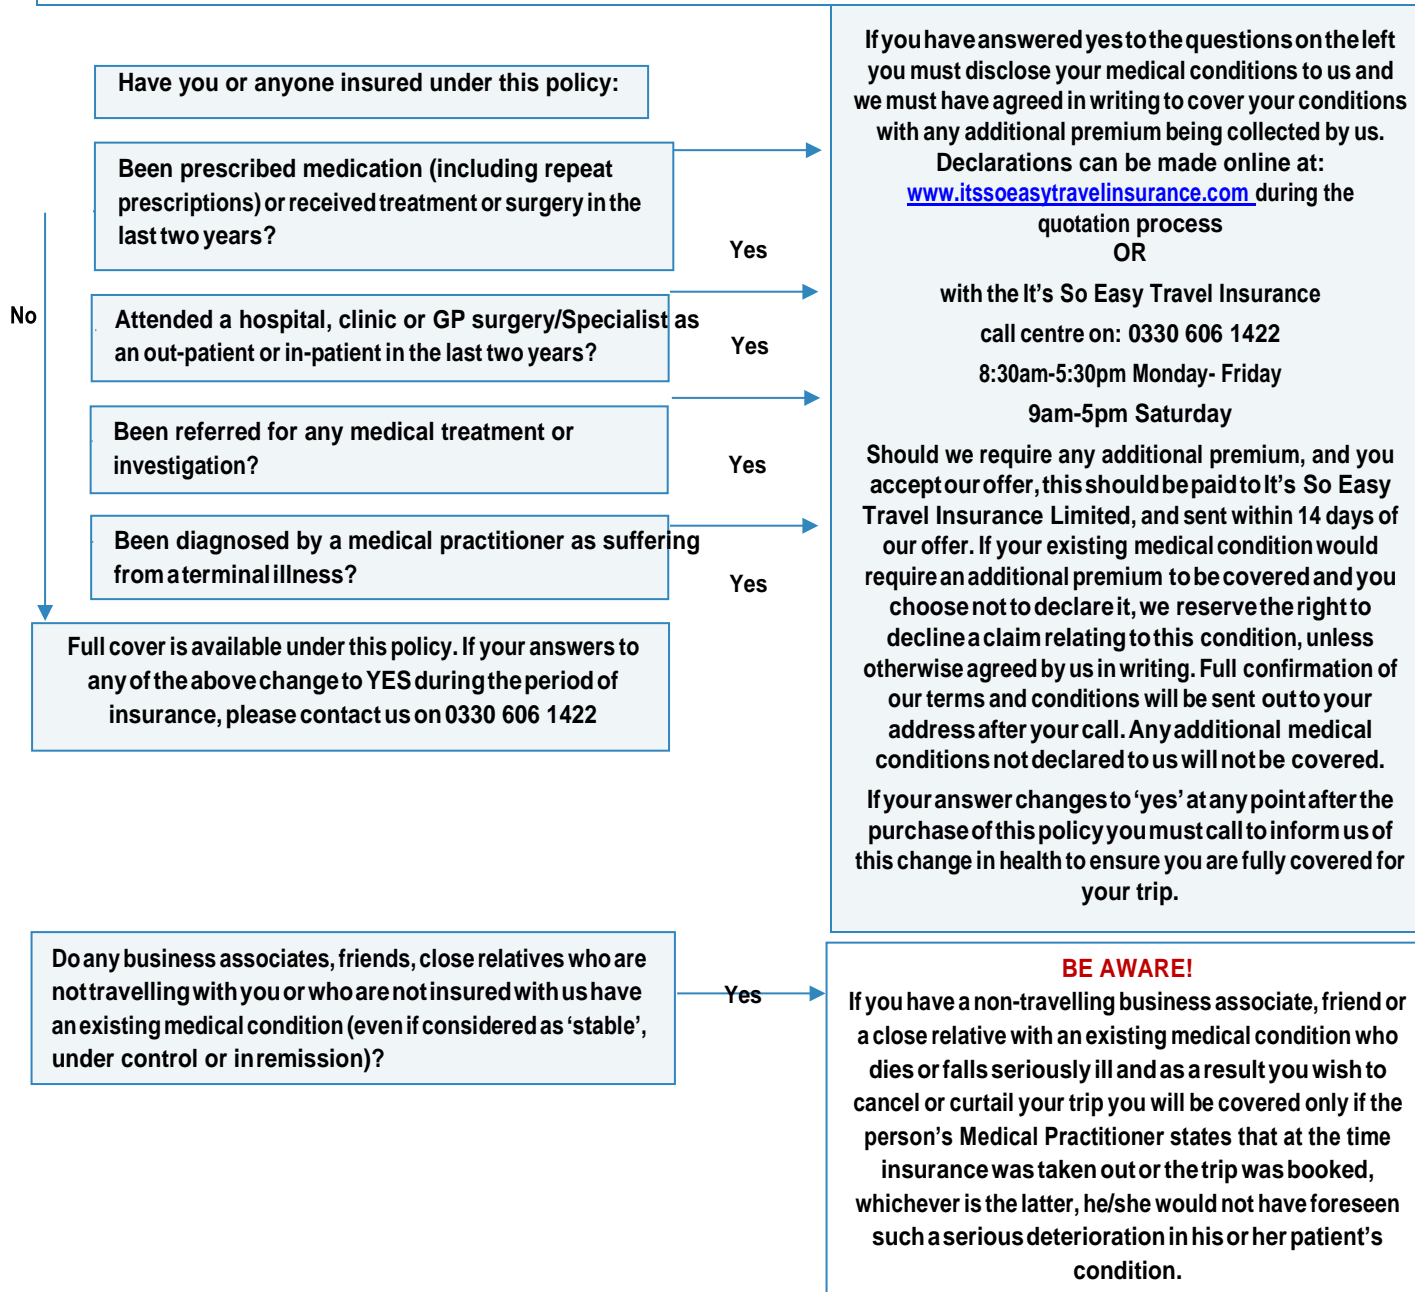 Have you or anyone insured under this policy:
Been prescribed medication (including repeat
prescriptions) or received treatment or surgery in the
last two years?
Yes
No
Attended a hospital, clinic or GP surgery/Specialist as
an out-patient or in-patient in the last two years?
Yes
Been referred for any medical treatment or
investigation?
Yes
Been diagnosed by a medical practitioner as suffering
from a terminal illness?
Yes
Full cover is available under this policy. If your answers to
any of the above change to YES during the period of
insurance, please contact us on 0330 606 1422
If you have answered yes to the questions on the left
you must disclose your medical conditions to us and
we must have agreed in writing to cover your conditions
with any additional premium being collected by us.
Declarations can be made online at:
www.itssoeasytravelinsurance.com during the
quotation process
OR
with the It's So Easy Travel Insurance
call centre on: 0330 606 1422
8:30am-5:30pm Monday- Friday
9am-5pm Saturday
Should we require any additional premium, and you
accept our offer, this should be paid to It's So Easy
Travel Insurance Limited, and sent within 14 days of
our offer. If your existing medical condition would
require an additional premium to be covered and you
choose not to declare it, we reserve the right to
decline a claim relating to this condition, unless
otherwise agreed by us in writing. Full confirmation of
our terms and conditions will be sent out to your
address after your call. Any additional medical
conditions not declared to us will not be covered.
If your answer changes to ‘yes’ at any point after the
purchase of this policy you must call to inform us of
this change in health to ensure you are fully covered for
your trip.
Do any business associates, friends, close relatives who are
not travelling with you or who are not insured with us have
an existing medical condition (even if considered as ‘stable’,
under control or in remission)?
Yes
BE AWARE!
If you have a non-travelling business associate, friend or
a close relative with an existing medical condition who
dies or falls seriously ill and as a result you wish to
cancel or curtail your trip you will be covered only if the
person’s Medical Practitioner states that at the time
insurance was taken out or the trip was booked,
whichever is the latter, he/she would not have foreseen
such a serious deterioration in his or her patient’s
condition.